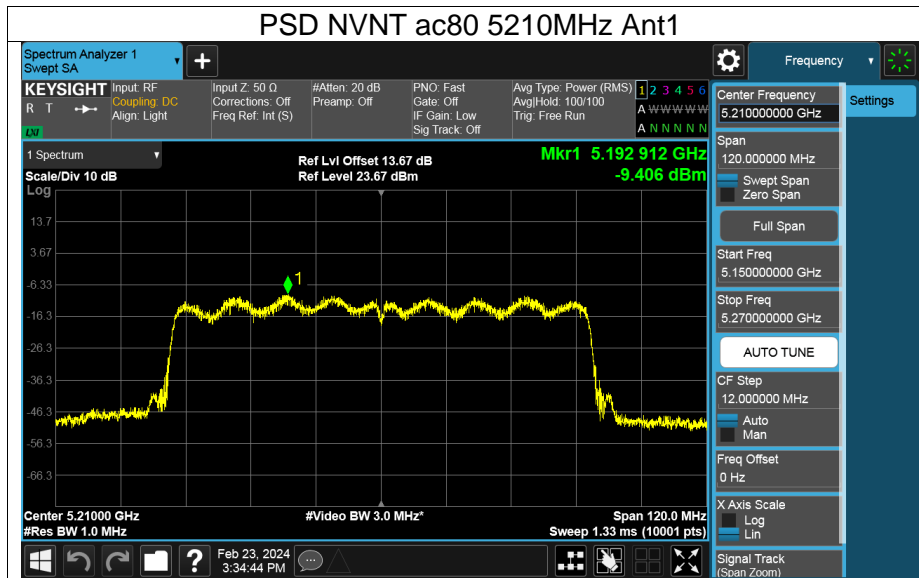 PSD NVNT ac80 5210MHz Ant1
Spectrum Analyzer 1
Swept SA
+
Frequency
KEYSIGHT
R T
LXI
Input: RF
Coupling: DC
Align: Light
Input Z: 50 Ω
Corrections: Off
Freq Ref: Int (S)
#Atten: 20 dB
Preamp: Off
PNO: Fast
Gate: Off
IF Gain: Low
Sig Track: Off
Avg Type: Power (RMS)
Avg|Hold: 100/100
Trig: Free Run
1 2 3 4 5 6
A W W W W W
A N N N N N
1 Spectrum
Scale/Div 10 dB
Ref Lvl Offset 13.67 dB
Ref Level 23.67 dBm
Mkr1 5.192 912 GHz
-9.406 dBm
Log
13.7
3.67
-6.33
-16.3
-26.3
-36.3
-46.3
-56.3
-66.3
1
Center 5.21000 GHz
#Res BW 1.0 MHz
#Video BW 3.0 MHz*
Span 120.0 MHz
Sweep 1.33 ms (10001 pts)
Center Frequency
5.210000000 GHz
Settings
Span
120.000000 MHz
Swept Span
Zero Span
Full Span
Start Freq
5.150000000 GHz
Stop Freq
5.270000000 GHz
AUTO TUNE
CF Step
12.000000 MHz
Auto
Man
Freq Offset
0 Hz
X Axis Scale
Log
Lin
Signal Track
(Span Zoom)
?
Feb 23, 2024
3:34:44 PM